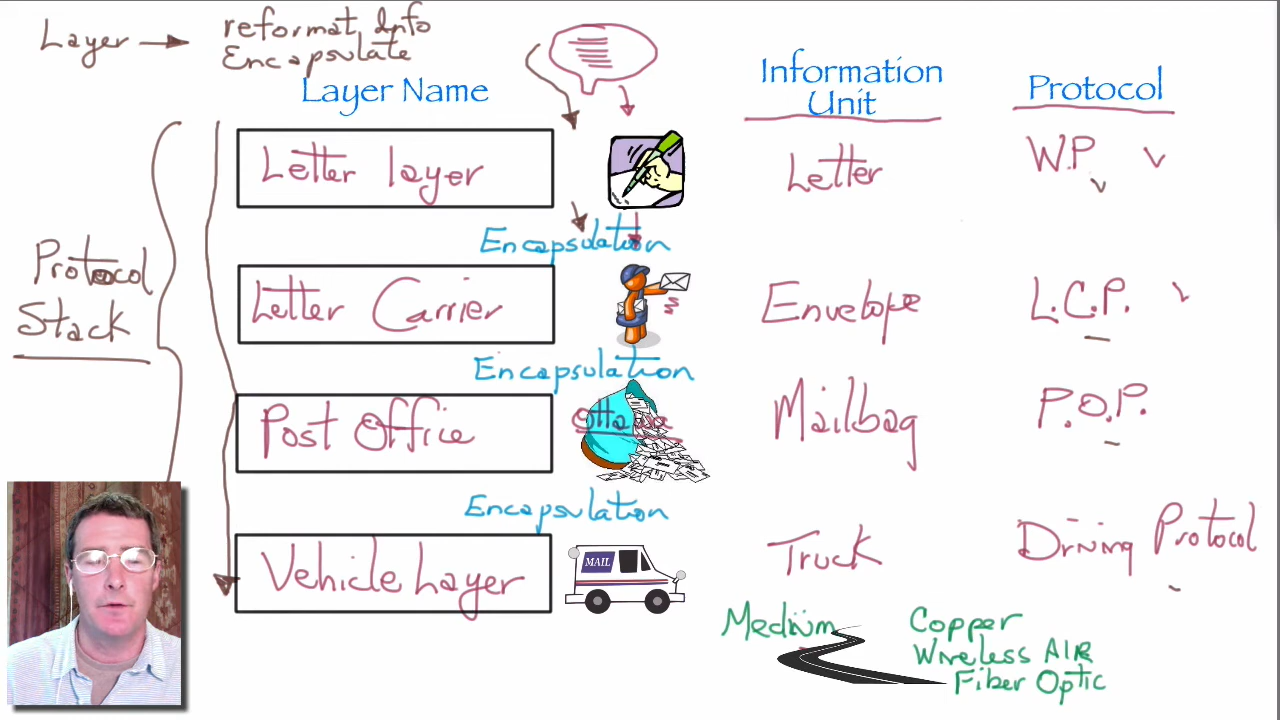 Layer → reformat Info
Encapsulate
Layer Name
Information
Unit
Protocol
Letter layer
Letter
W.P.
Encapsulation
Protocol
Stack
Letter Carrier
Envelope
L.C.P.
Encapsulation
Post Office
Ottawa
Mailbag
P.O.P.
Encapsulation
Vehicle Layer
MAIL
Truck
Driving Protocol
Medium
Copper
Wireless AIR
Fiber Optic